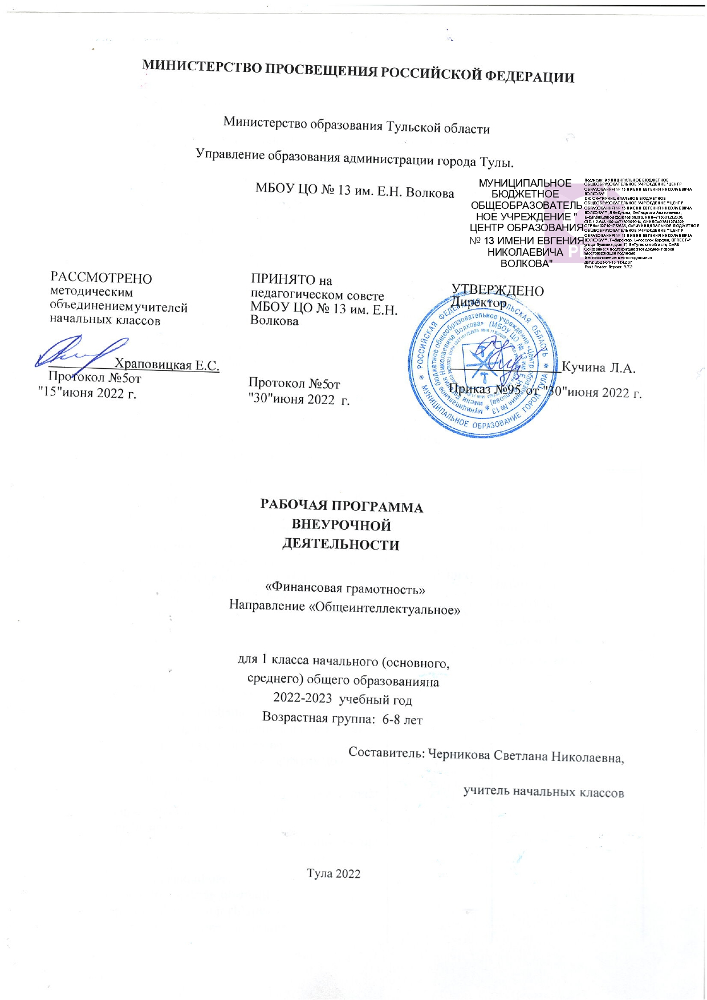 МИНИСТЕРСТВО ПРОСВЕЩЕНИЯ РОССИЙСКОЙ ФЕДЕРАЦИИ
Министерство образования Тульской области
Управление образования администрации города Тулы.
МБОУ ЦО № 13 им. Е.Н. Волкова
МУНИЦИПАЛЬНОЕ
БЮДЖЕТНОЕ
ОБЩЕОБРАЗОВАТЕЛЬ
НОЕ УЧРЕЖДЕНИЕ "
ЦЕНТР ОБРАЗОВАНИЯ
№ 13 ИМЕНИ ЕВГЕНИЯ
НИКОЛАЕВИЧА
ВОЛКОВА"
Подписан: МУНИЦИПАЛЬНОЕ БЮДЖЕТНОЕ
ОБЩЕОБРАЗОВАТЕЛЬНОЕ УЧРЕЖДЕНИЕ "ЦЕНТР
ОБРАЗОВАНИЯ № 13 ИМЕНИ ЕВГЕНИЯ НИКОЛАЕВИЧА
ВОЛКОВА"
DN: CN="МУНИЦИПАЛЬНОЕ БЮДЖЕТНОЕ
ОБЩЕОБРАЗОВАТЕЛЬНОЕ УЧРЕЖДЕНИЕ ""ЦЕНТР
ОБРАЗОВАНИЯ № 13 ИМЕНИ ЕВГЕНИЯ НИКОЛАЕВИЧА
ВОЛКОВА""", SN=Кучина, G=Людмила Анатольевна,
E=barsuki.shkola@tularegion.org, ИНН=713001212030,
OID.1.2.643.100.4=7130009014, СНИЛС=03811274229,
ОГРН=1027101732635, O="МУНИЦИПАЛЬНОЕ БЮДЖЕТНОЕ
ОБЩЕОБРАЗОВАТЕЛЬНОЕ УЧРЕЖДЕНИЕ ""ЦЕНТР
ОБРАЗОВАНИЯ № 13 ИМЕНИ ЕВГЕНИЯ НИКОЛАЕВИЧА
ВОЛКОВА""", T=Директор, L=поселок Барсуки, STREET="
улица Пушкина, дом 1", S=Тульская область, C=RU
Основание: я подтверждаю этот документ своей
удостоверяющей подписью
Местоположение: место подписания
Дата: 2023-01-13 11:42:07
Foxit Reader Версия: 9.7.2
РАССМОТРЕНО
методическим
объединениемучителей
начальных классов
Храповицкая Е.С.
Протокол №5от
"15"июня 2022 г.
ПРИНЯТО на
педагогическом совете
МБОУ ЦО № 13 им. Е.Н.
Волкова
Протокол №5от
"30"июня 2022 г.
УТВЕРЖДЕНО
Директор
Кучина Л.А.
Приказ №95 от "30"июня 2022 г.
РОССИЙСКАЯ ФЕДЕРАЦИЯ * ТУЛЬСКАЯ ОБЛАСТЬ *
МУНИЦИПАЛЬНОЕ ОБРАЗОВАНИЕ ГОРОД ТУЛА *
РАБОЧАЯ ПРОГРАММА
ВНЕУРОЧНОЙ
ДЕЯТЕЛЬНОСТИ
«Финансовая грамотность»
Направление «Общеинтеллектуальное»
для 1 класса начального (основного,
среднего) общего образованияна
2022-2023 учебный год
Возрастная группа: 6-8 лет
Составитель: Черникова Светлана Николаевна,
учитель начальных классов
Тула 2022